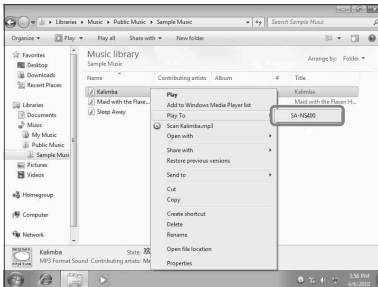 Libraries ▸ Music ▸ Public Music ▸ Sample Music
Search Sample Music
Organize Play Play all Share with New folder
Favorites
Desktop
Downloads
Recent Places
Libraries
Documents
Music
My Music
Public Music
Sample Musi
Pictures
Videos
Homegroup
Computer
Network
Music library
Sample Music
Arrange by: Folder
Name Contributing artists Album # Title
Kalimba
Maid with the Flaxe...
Sleep Away
Kalimba
Maid with the Flaxen H...
Play
Add to Windows Media Player list
Play To
SA-NS400
Scan Kalimba.mp3
Open with
Share with
Restore previous versions
Send to
Cut
Copy
Create shortcut
Delete
Rename
Open file location
Properties
Kalimba
State:
MP3 Format Sound Contributing artists: Mr
3:56 PM
4/6/2010